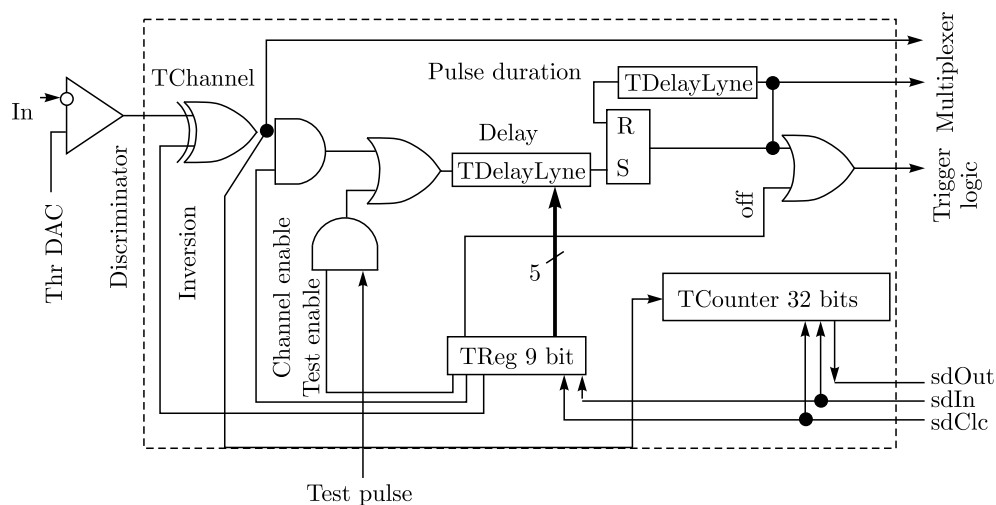 Multiplexer
TChannel
Pulse duration
TDelayLyne
In
R
Delay
TDelayLyne
S
Trigger
logic
Thr DAC
Discriminator
Inversion
Channel enable
Test enable
off
5
TCounter 32 bits
TReg 9 bit
sdOut
sdIn
sdClc
Test pulse